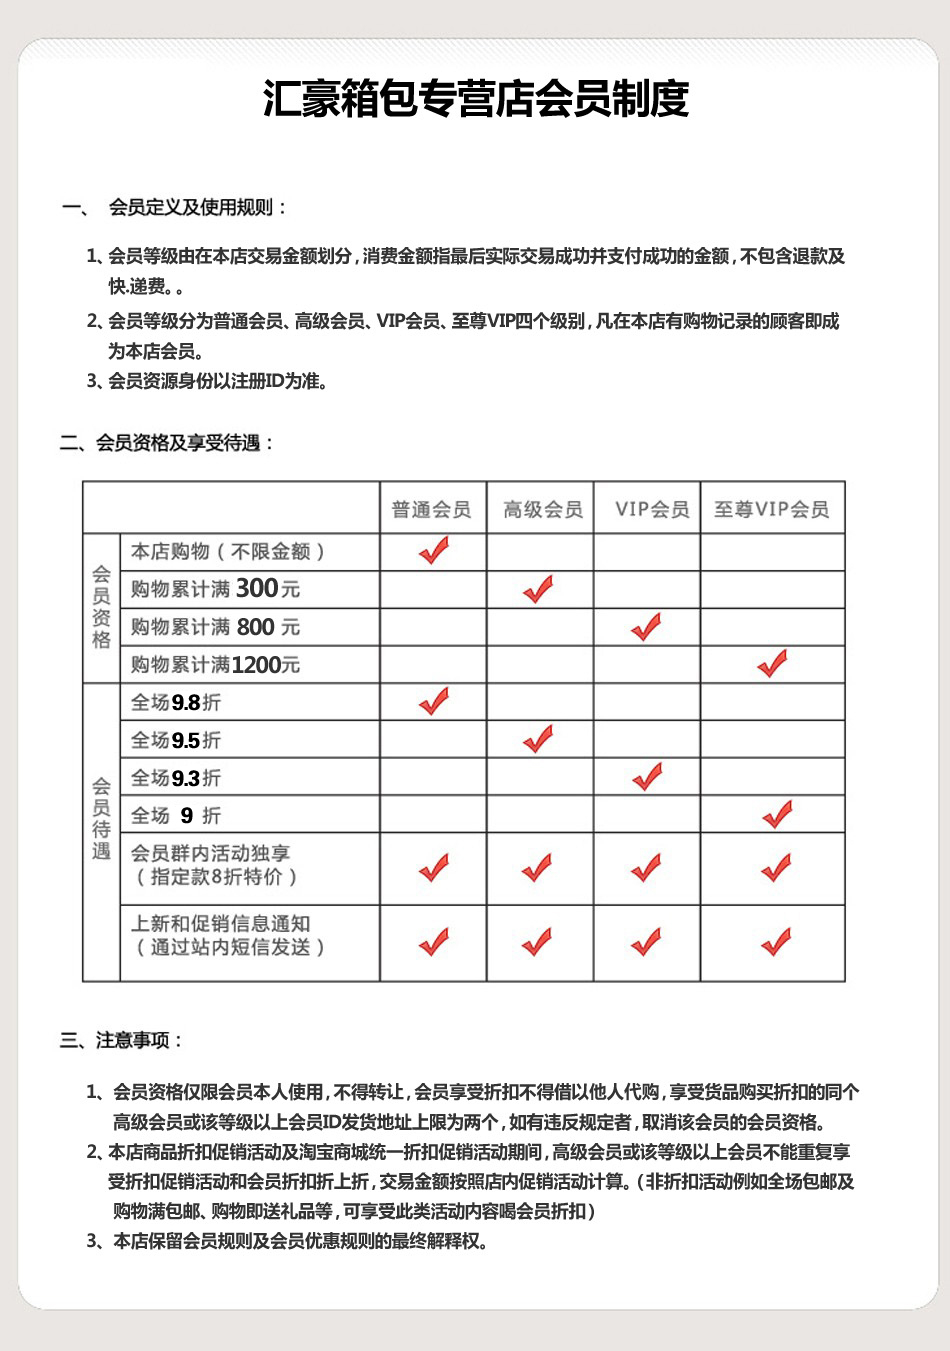 汇豪箱包专营店会员制度
一、 会员定义及使用规则：
1、会员等级由在本店交易金额划分，消费金额指最后实际交易成功并支付成功的金额，不包含退款及
快.递费。。
2、会员等级分为普通会员、高级会员、VIP会员、至尊VIP四个级别，凡在本店有购物记录的顾客即成
为本店会员。
3、会员资源身份以注册ID为准。
二、会员资格及享受待遇：
普通会员 高级会员 VIP会员 至尊VIP会员
会员资格
本店购物（不限金额）
购物累计满 300元
购物累计满 800 元
购物累计满1200元
会员待遇
全场9.8折
全场9.5折
全场9.3折
全场 9 折
会员群内活动独享
（指定款8折特价）
上新和促销信息通知
（通过站内短信发送）
三、注意事项：
1、会员资格仅限会员本人使用，不得转让，会员享受折扣不得借以他人代购，享受货品购买折扣的同个
高级会员或该等级以上会员ID发货地址上限为两个，如有违反规定者，取消该会员的会员资格。
2、本店商品折扣促销活动及淘宝商城统一折扣促销活动期间，高级会员或该等级以上会员不能重复享
受折扣促销活动和会员折扣折上折，交易金额按照店内促销活动计算。（非折扣活动例如全场包邮及
购物满包邮、购物即送礼品等，可享受此类活动内容喝会员折扣）
3、本店保留会员规则及会员优惠规则的最终解释权。